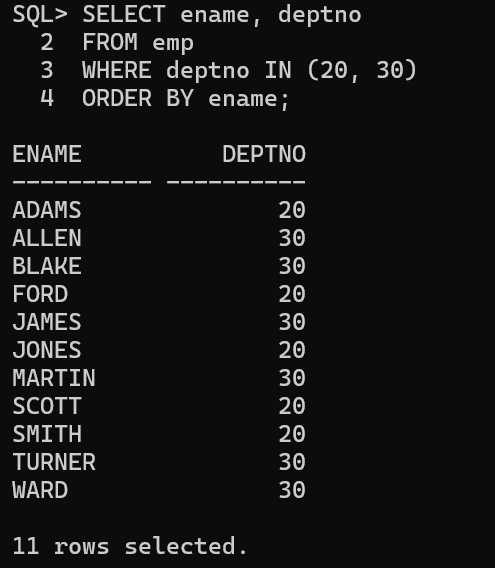 SQL> SELECT ename, deptno
  2  FROM emp
  3  WHERE deptno IN (20, 30)
  4  ORDER BY ename;

ENAME          DEPTNO
---------- ----------
ADAMS              20
ALLEN              30
BLAKE              30
FORD               20
JAMES              30
JONES              20
MARTIN             30
SCOTT              20
SMITH              20
TURNER             30
WARD               30

11 rows selected.